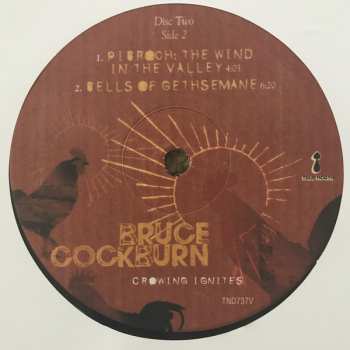 Disc Two
Side 2
1. PIBROCH: THE WIND
IN THE VALLEY 4:03
2. BELLS OF GETHSEMANE 6:20
BRUCE
COCKBURN
CROWING IGNITES
TND737V